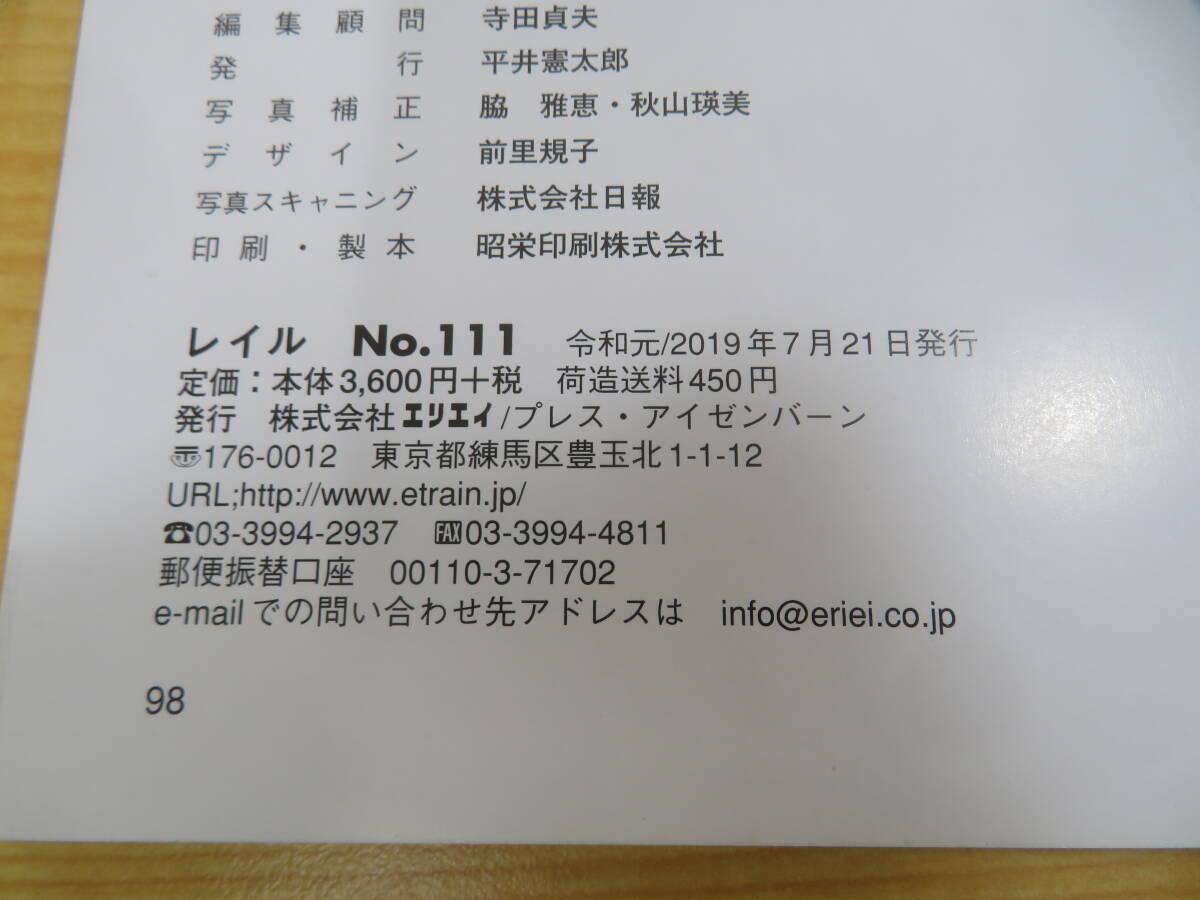 編集顧問 寺田貞夫
発行 平井憲太郎
写真補正 脇 雅恵・秋山瑛美
デザイン 前里規子
写真スキャニング 株式会社日報
印刷・製本 昭栄印刷株式会社
レイル No.111 令和元/2019年7月21日発行
定価：本体3,600円＋税 荷造送料450円
発行 株式会社エリエイ/プレス・アイゼンバーン
〠176-0012 東京都練馬区豊玉北1-1-12
URL;http://www.etrain.jp/
☎03-3994-2937 FAX03-3994-4811
郵便振替口座 00110-3-71702
e-mailでの問い合わせ先アドレスは info@eriei.co.jp
98